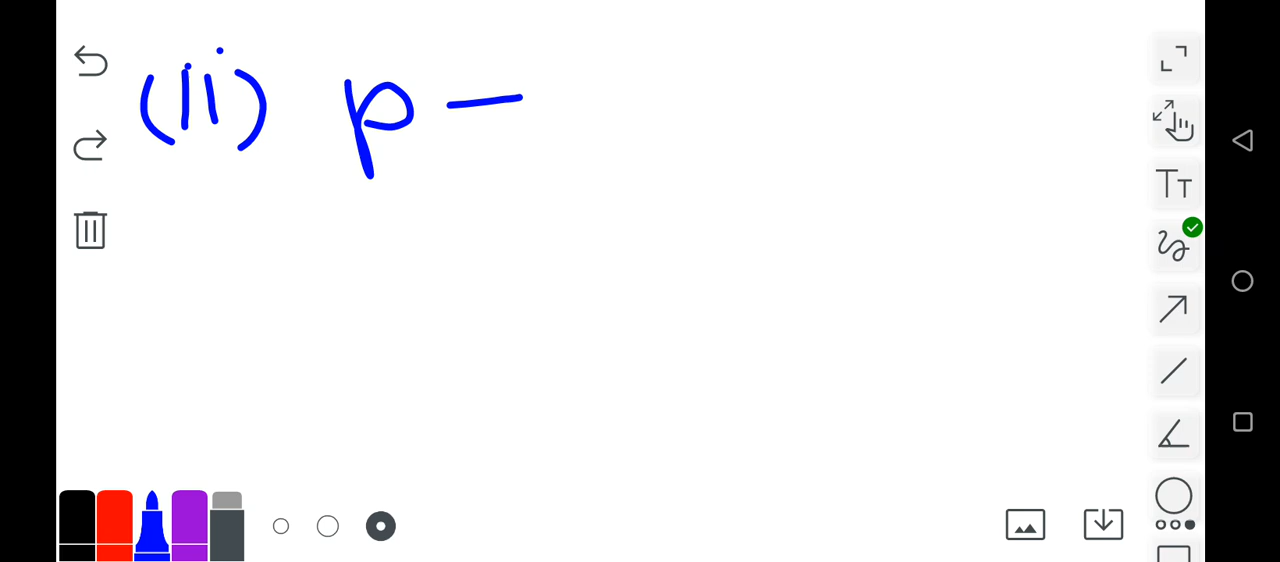 (ii) p –